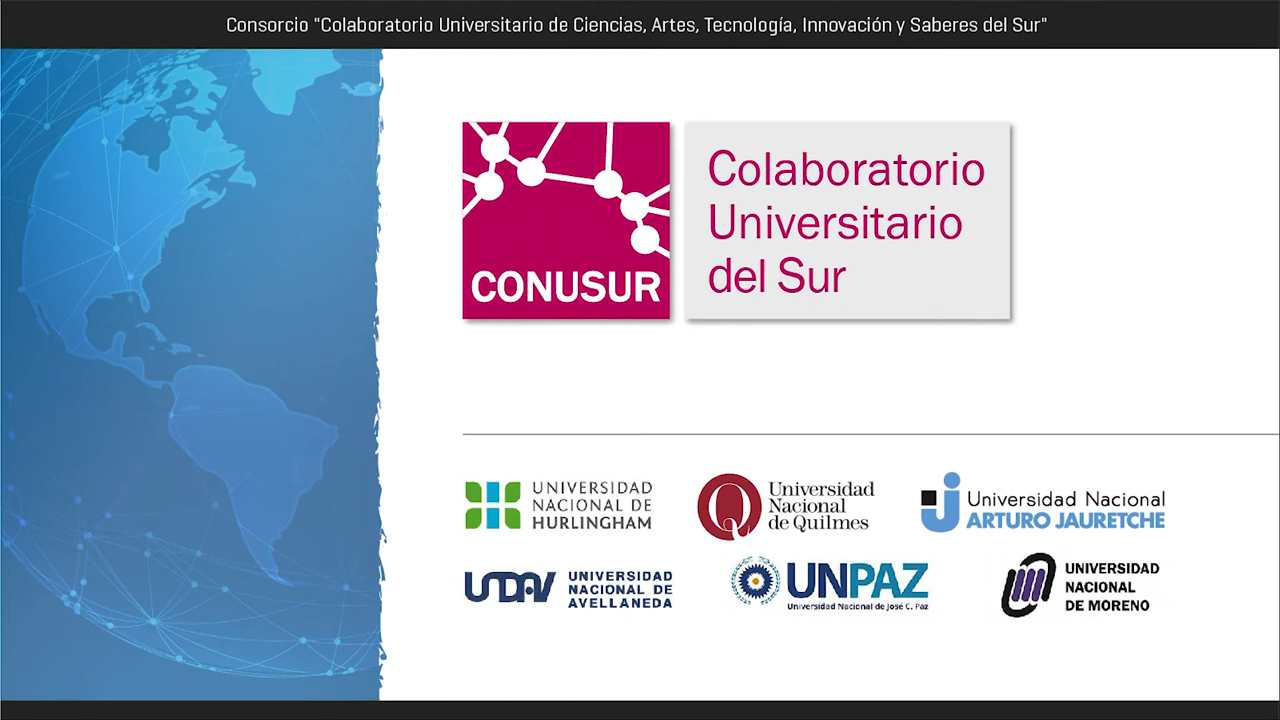 Consorcio "Colaboratorio Universitario de Ciencias, Artes, Tecnología, Innovación y Saberes del Sur"
CONUSUR
Colaboratorio
Universitario
del Sur
UNIVERSIDAD
NACIONAL DE
HURLINGHAM
Q
Universidad
Nacional
de Quilmes
Universidad Nacional
ARTURO JAURETCHE
UNDAV
UNIVERSIDAD
NACIONAL DE
AVELLANEDA
UNPAZ
Universidad Nacional de José C. Paz
UNIVERSIDAD
NACIONAL
DE MORENO